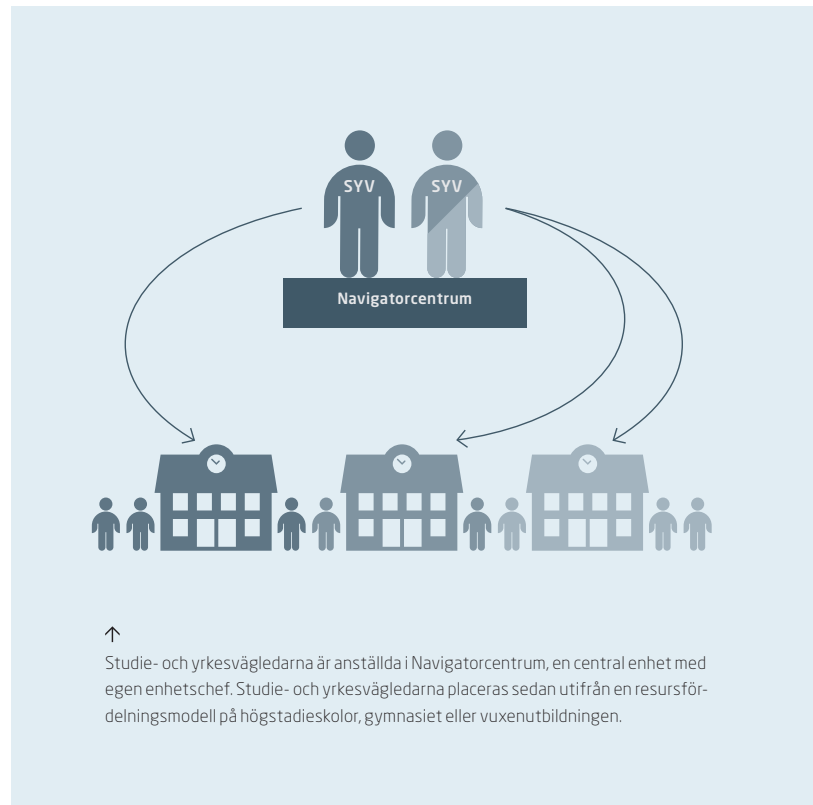 SYV SYV
Navigatorcentrum
Studie- och yrkesvägledarna är anställda i Navigatorcentrum, en central enhet med
egen enhetschef. Studie- och yrkesvägledarna placeras sedan utifrån en resursför-
delningsmodell på högstadieskolor, gymnasiet eller vuxenutbildningen.